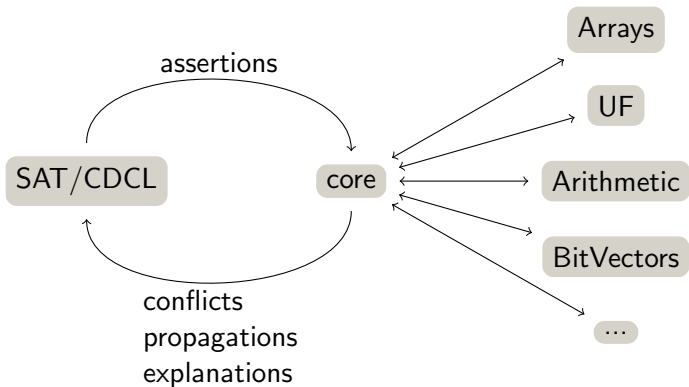 assertions
SAT/CDCL
core
conflicts
propagations
explanations
Arrays
UF
Arithmetic
BitVectors
...